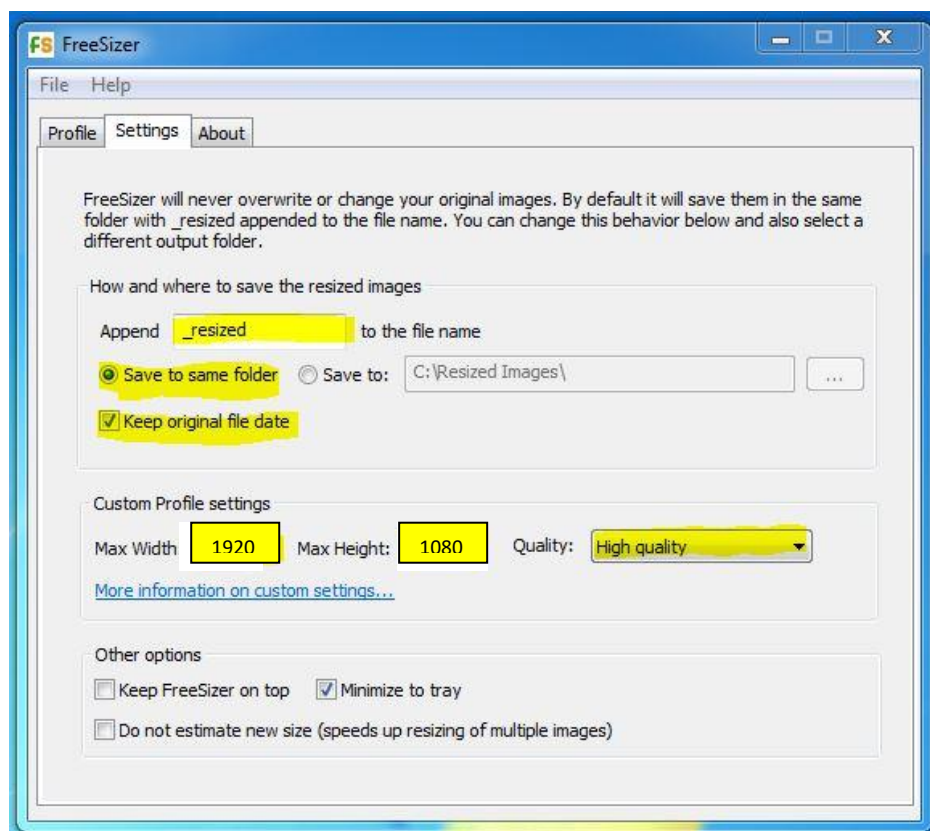 FS FreeSizer
File Help
Profile Settings About
FreeSizer will never overwrite or change your original images. By default it will save them in the same
folder with _resized appended to the file name. You can change this behavior below and also select a
different output folder.
How and where to save the resized images
Append _resized to the file name
Save to same folder Save to: C:\Resized Images\ ...
Keep original file date
Custom Profile settings
Max Width 1920 Max Height: 1080 Quality: High quality
More information on custom settings...
Other options
Keep FreeSizer on top Minimize to tray
Do not estimate new size (speeds up resizing of multiple images)